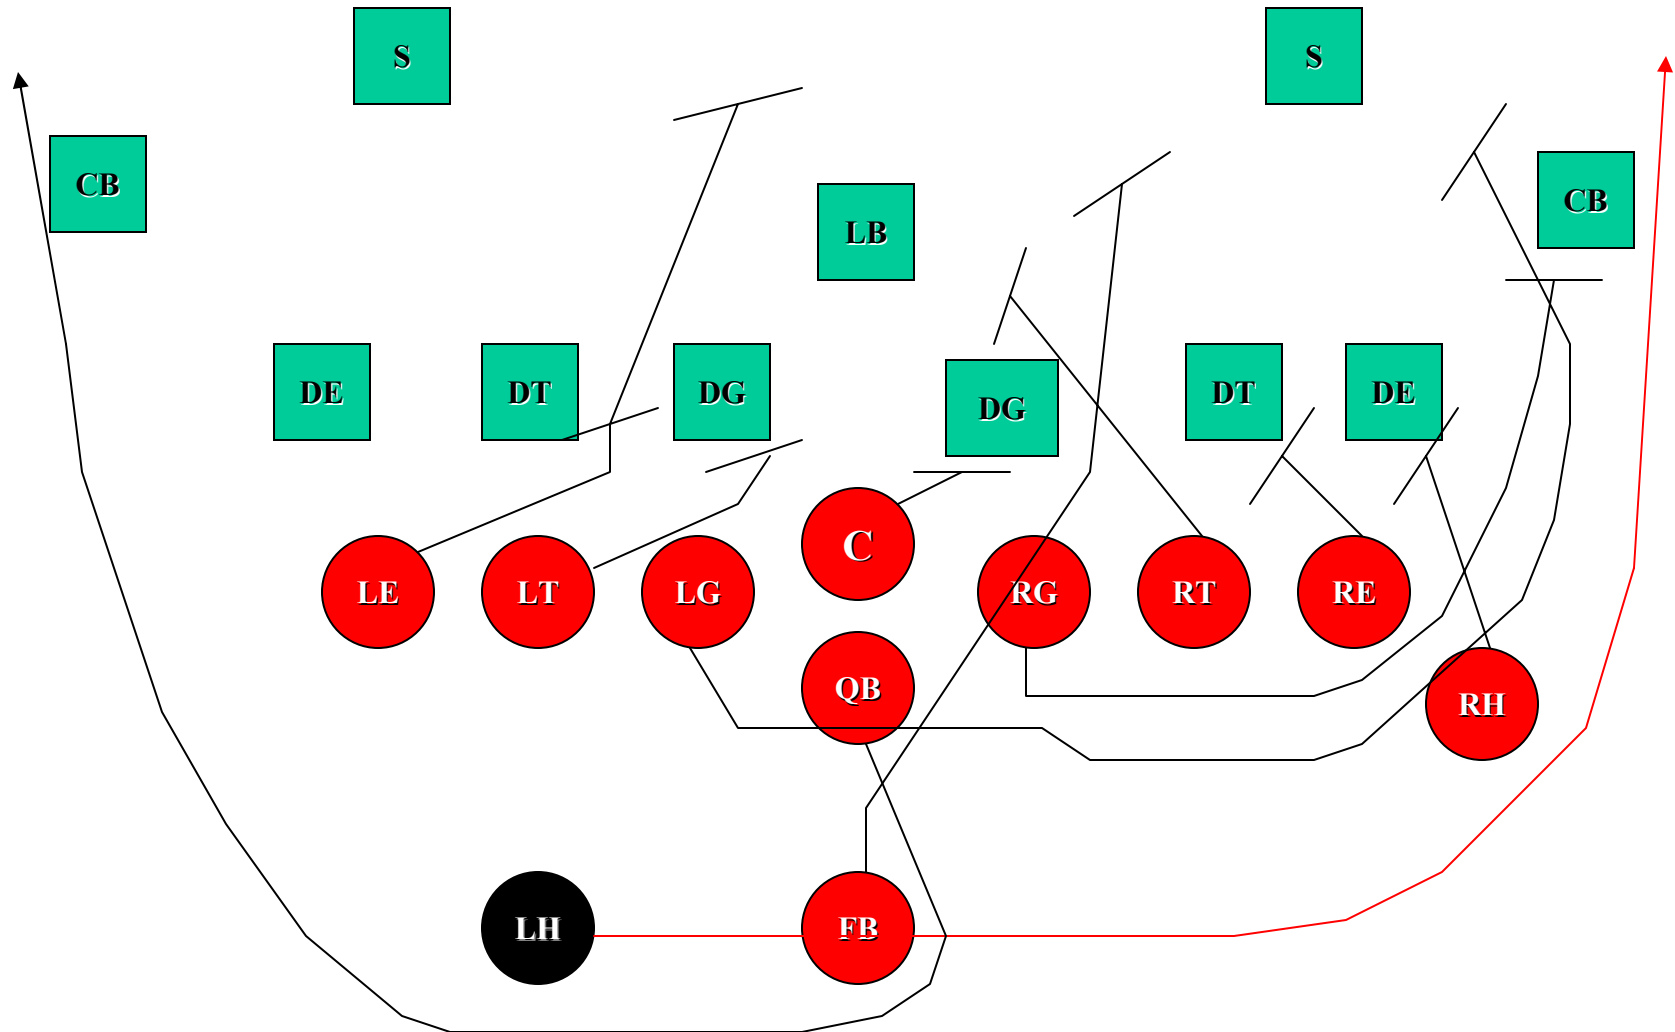 S
S
CB
CB
LB
DE
DT
DG
DG
DT
DE
C
LE
LT
LG
RG
RT
RE
QB
RH
LH
FB